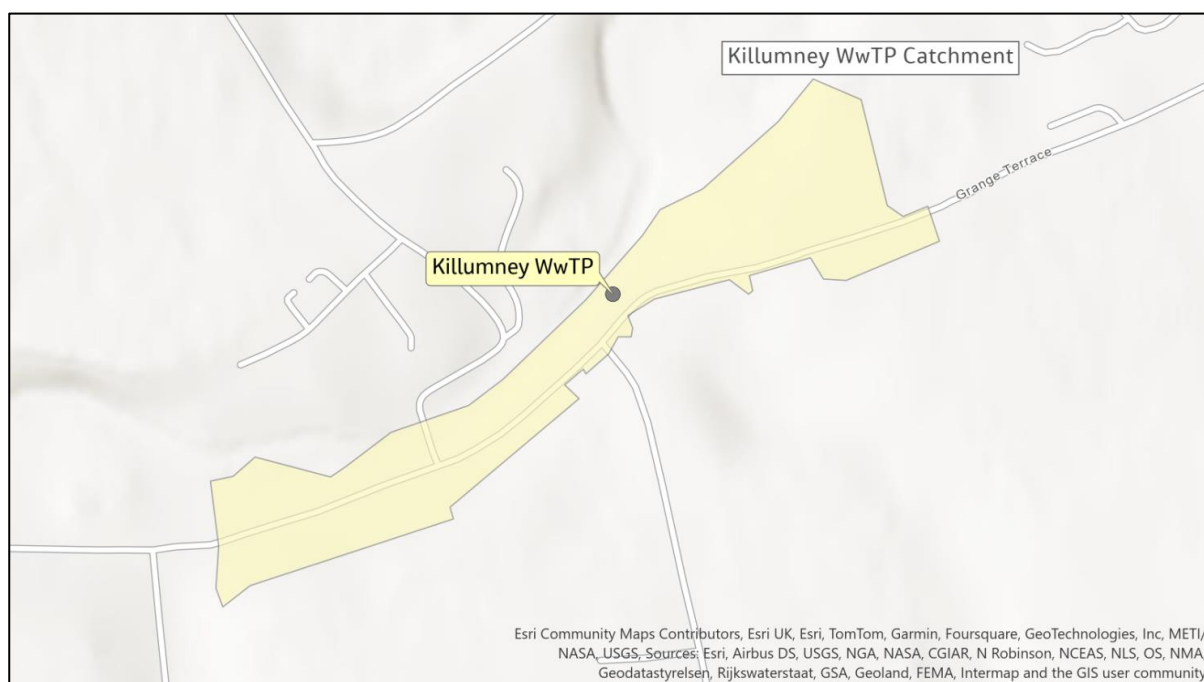 Killumney WwTP Catchment
Grange Terrace
Killumney WwTP
Esri Community Maps Contributors, Esri UK, Esri, TomTom, Garmin, Foursquare, GeoTechnologies, Inc, METI/
NASA, USGS, Sources: Esri, Airbus DS, USGS, NGA, NASA, CGIAR, N Robinson, NCEAS, NLS, OS, NMA,
Geodatastyrelsen, Rijkswaterstaat, GSA, Geoland, FEMA, Intermap and the GIS user community